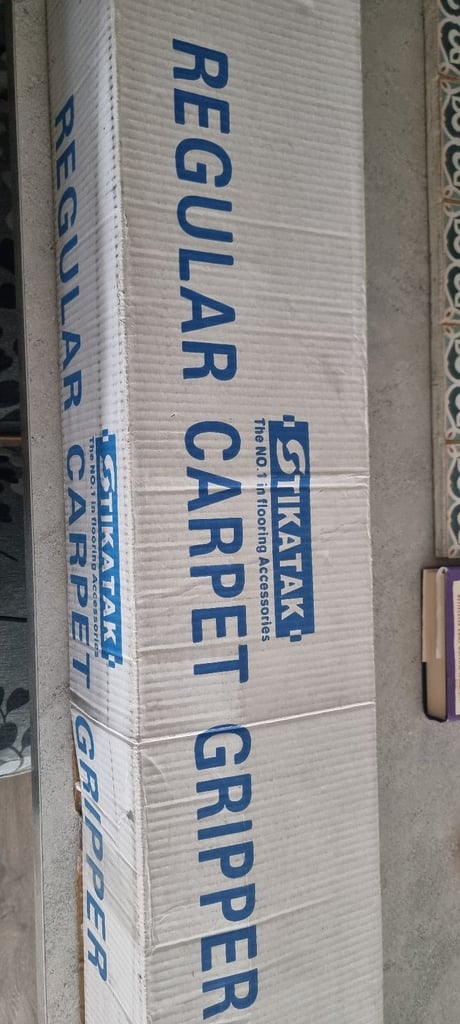 STIKATAK
The NO.1 in flooring Accessories
REGULAR CARPET GRIPPER
STIKATAK
The NO.1 in flooring Accessories
REGULAR CARPET GRIPPER